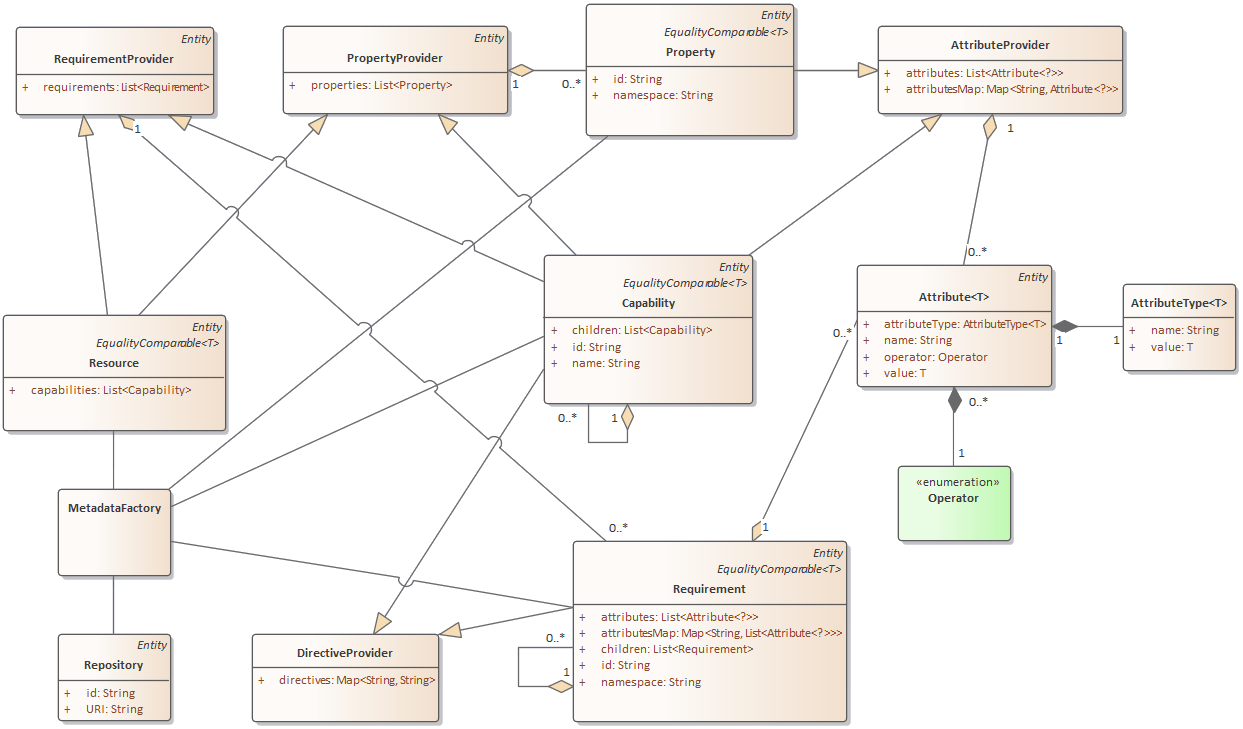 Entity
RequirementProvider
+ requirements: List<Requirement>
Entity
PropertyProvider
+ properties: List<Property>
1
0..*
Entity
EqualityComparable<T>
Property
+ id: String
+ namespace: String
AttributeProvider
+ attributes: List<Attribute<?>>
+ attributesMap: Map<String, Attribute<?>>
1
1
0..*
Entity
EqualityComparable<T>
Capability
+ children: List<Capability>
+ id: String
+ name: String
0..*
1
Entity
Attribute<T>
+ attributeType: AttributeType<T>
+ name: String
+ operator: Operator
+ value: T
0..*
1
1
AttributeType<T>
+ name: String
+ value: T
Entity
EqualityComparable<T>
Resource
+ capabilities: List<Capability>
0..*
1
«enumeration»
Operator
MetadataFactory
0..*
1
Entity
EqualityComparable<T>
Requirement
+ attributes: List<Attribute<?>>
+ attributesMap: Map<String, List<Attribute<?>>>
+ children: List<Requirement>
+ id: String
+ namespace: String
0..*
1
Entity
Repository
+ id: String
+ URI: String
DirectiveProvider
+ directives: Map<String, String>